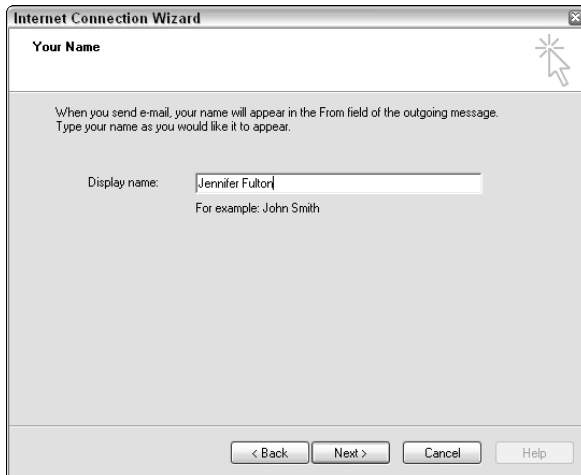 Internet Connection Wizard
Your Name
When you send e-mail, your name will appear in the From field of the outgoing message.
Type your name as you would like it to appear.
Display name: Jennifer Fulton
For example: John Smith
< Back Next > Cancel Help